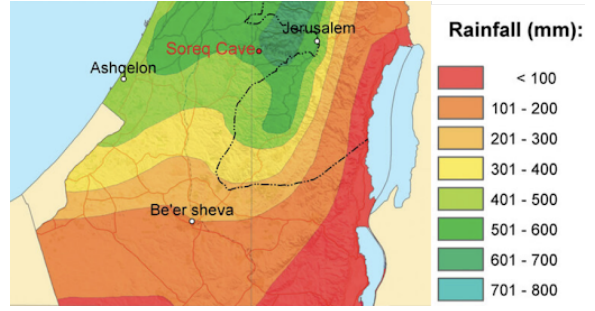 Jerusalem
Soreq Cave
Ashqelon
Be'er sheva
Rainfall (mm):
< 100
101 - 200
201 - 300
301 - 400
401 - 500
501 - 600
601 - 700
701 - 800